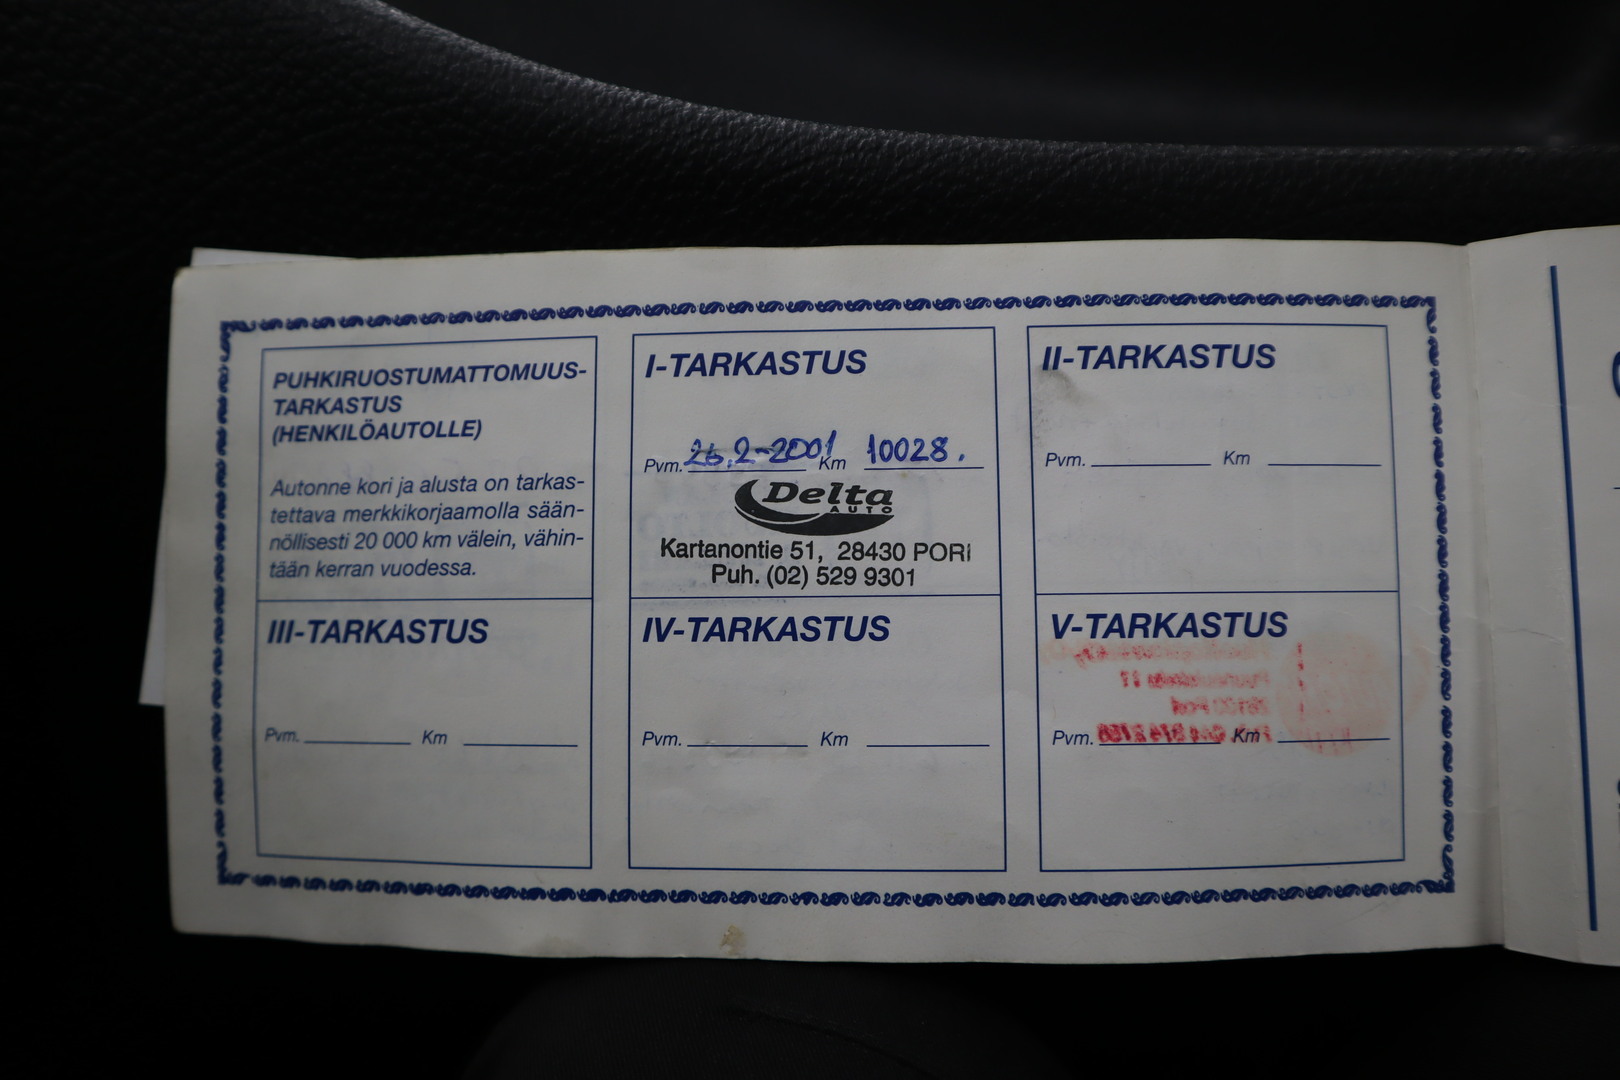 PUHKIRUOSTUMATTOMUUS-
TARKASTUS
(HENKILÖAUTOLLE)
Autonne kori ja alusta on tarkas-
tettava merkkikorjaamolla sään-
nöllisesti 20 000 km välein, vähin-
tään kerran vuodessa.
I-TARKASTUS
Pvm. 26.2-2001 Km 10028.
Delta
AUTO
Kartanontie 51, 28430 PORI
Puh. (02) 529 9301
II-TARKASTUS
Pvm. Km
III-TARKASTUS
Pvm. Km
IV-TARKASTUS
Pvm. Km
V-TARKASTUS
Pvm. Km